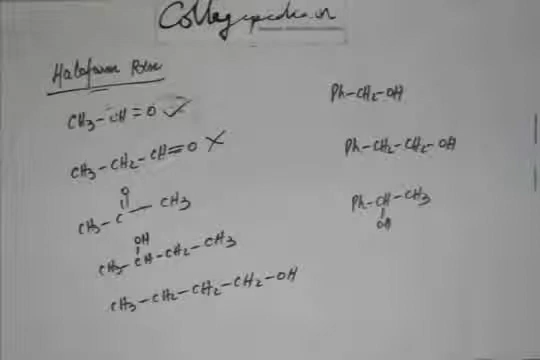 Collegepedia.in
Haloform Rxn
CH3-CH=O ✓
CH3-CH2-CH=O ✗
O
CH3-C-CH3
OH
CH3-CH-CH2-CH3
CH3-CH2-CH2-CH2-OH
Ph-CH2-OH
Ph-CH2-CH2-OH
Ph-CH-CH3
OH